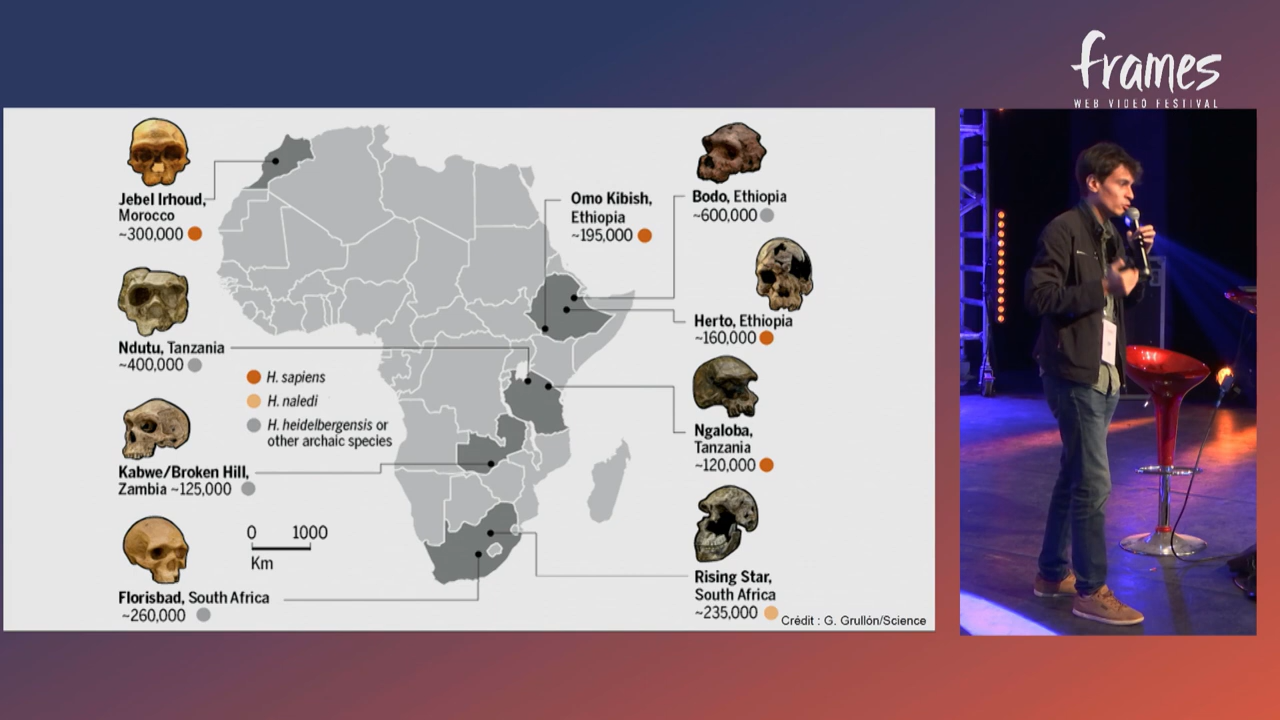 frames
WEB VIDEO FESTIVAL
Jebel Irhoud,
Morocco
~300,000
Ndutu, Tanzania
~400,000
H. sapiens
H. naledi
H. heidelbergensis or
other archaic species
Kabwe/Broken Hill,
Zambia ~125,000
0 1000
Km
Florisbad, South Africa
~260,000
Omo Kibish,
Ethiopia
~195,000
Bodo, Ethiopia
~600,000
Herto, Ethiopia
~160,000
Ngaloba,
Tanzania
~120,000
Rising Star,
South Africa
~235,000
Crédit : G. Grullón/Science